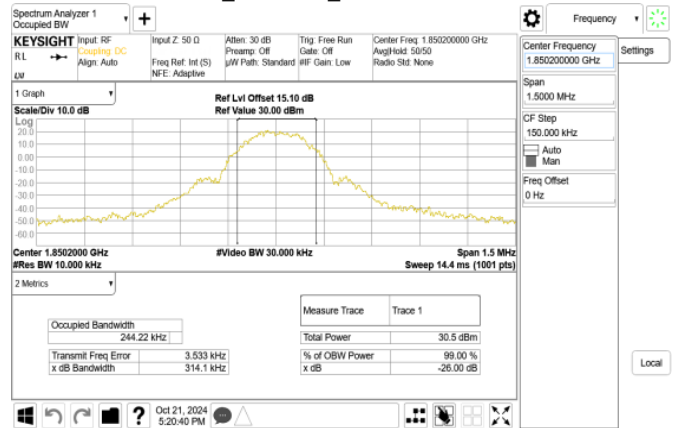 Spectrum Analyzer 1
Occupied BW
+
Frequency
KEYSIGHT
RL
LXI
Input: RF
Coupling: DC
Align: Auto
Input Z: 50 Ω
Freq Ref: Int (S)
NFE: Adaptive
Atten: 30 dB
Preamp: Off
µW Path: Standard
Trig: Free Run
Gate: Off
#IF Gain: Low
Center Freq: 1.850200000 GHz
Avg|Hold: 50/50
Radio Std: None
Center Frequency
1.850200000 GHz
Settings
Span
1.5000 MHz
CF Step
150.000 kHz
Auto
Man
Freq Offset
0 Hz
1 Graph
Scale/Div 10.0 dB
Ref Lvl Offset 15.10 dB
Ref Value 30.00 dBm
Log
20.0
10.0
0.00
-10.0
-20.0
-30.0
-40.0
-50.0
-60.0
Center 1.8502000 GHz
#Res BW 10.000 kHz
#Video BW 30.000 kHz
Span 1.5 MHz
Sweep 14.4 ms (1001 pts)
2 Metrics
Measure Trace Trace 1
Occupied Bandwidth
244.22 kHz
Total Power 30.5 dBm
Transmit Freq Error 3.533 kHz
% of OBW Power 99.00 %
x dB Bandwidth 314.1 kHz
x dB -26.00 dB
Local
?
Oct 21, 2024
5:20:40 PM